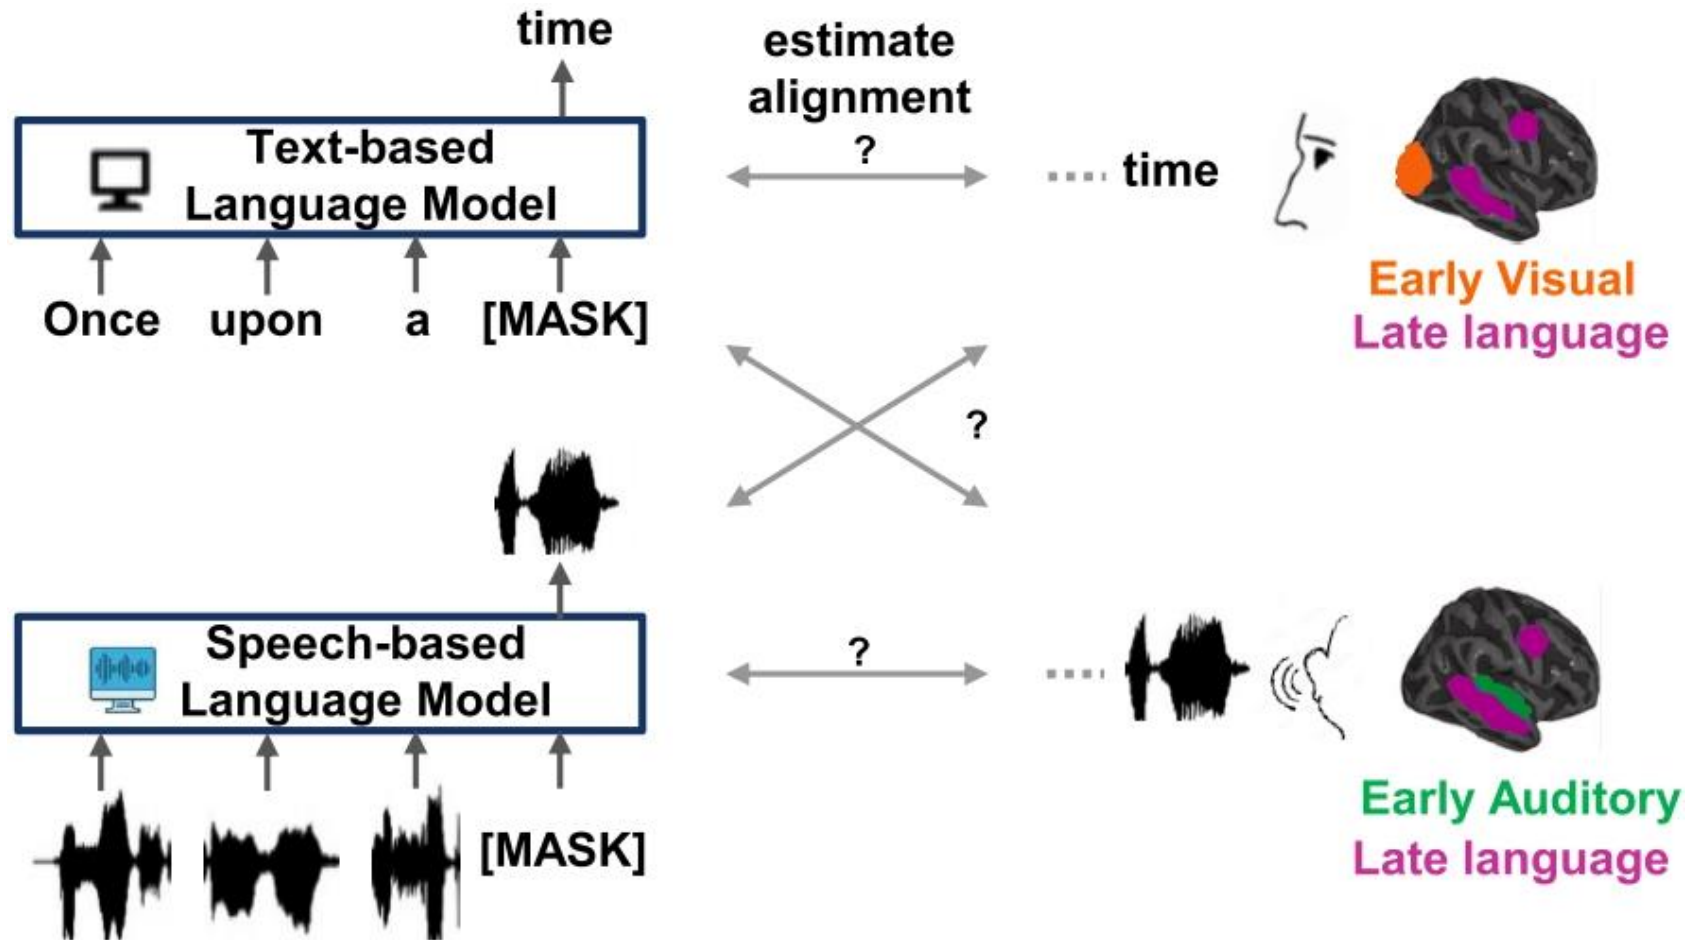 time
estimate
alignment
?
Text-based
Language Model
time
Once upon a [MASK]
Early Visual
Late language
?
Speech-based
Language Model
?
[MASK]
Early Auditory
Late language